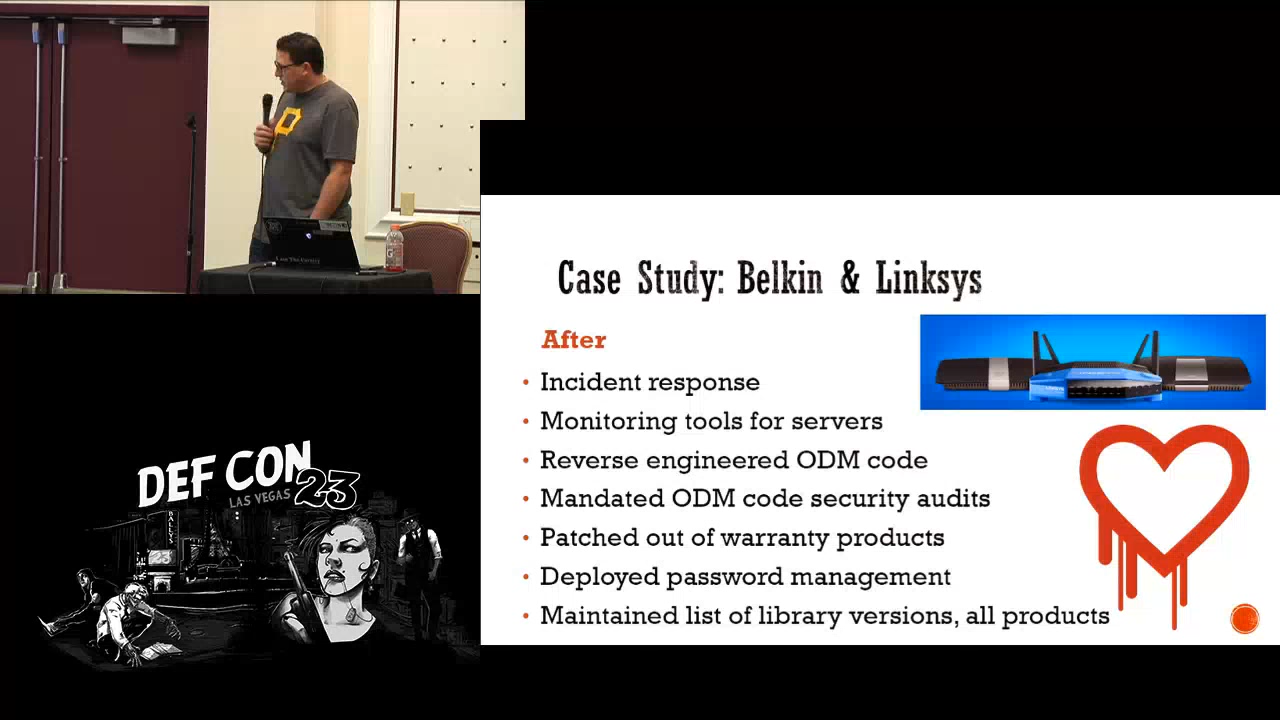 Case Study: Belkin & Linksys
After
• Incident response
• Monitoring tools for servers
• Reverse engineered ODM code
• Mandated ODM code security audits
• Patched out of warranty products
• Deployed password management
• Maintained list of library versions, all products
DEF CON
LAS VEGAS 23
BALLY'S
P